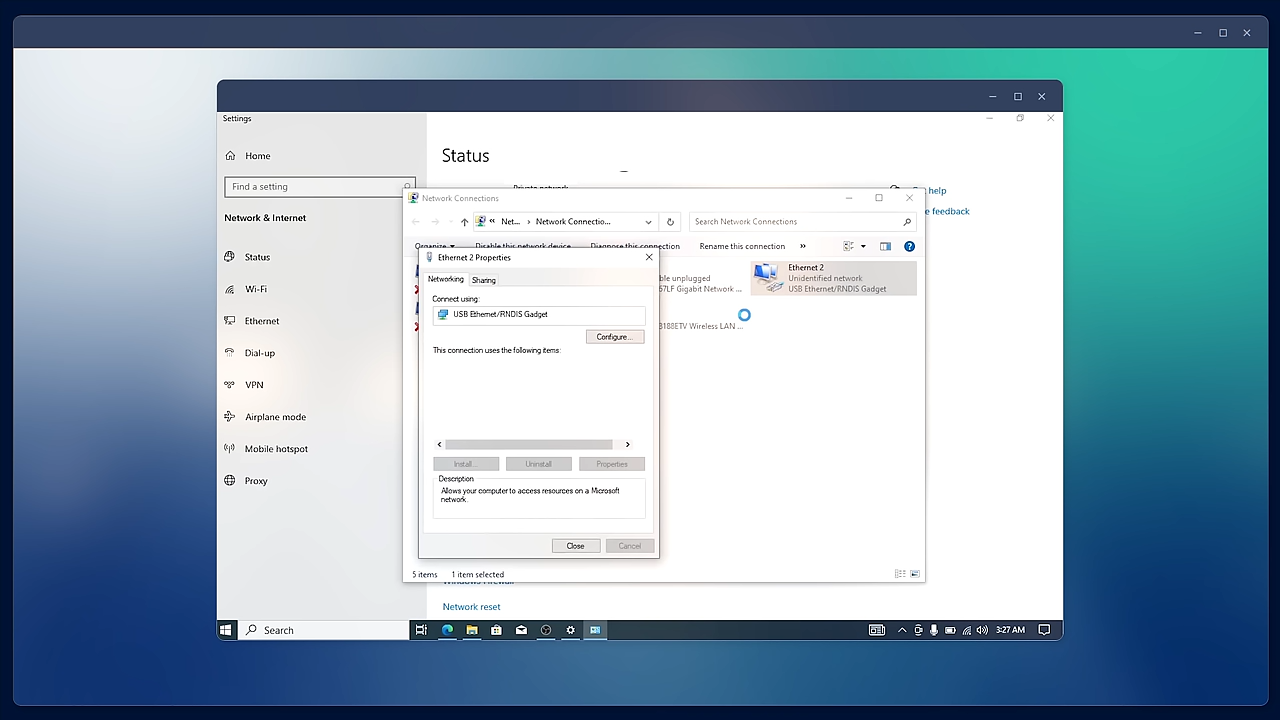 Settings
Home
Find a setting
Network & Internet
Status
Wi-Fi
Ethernet
Dial-up
VPN
Airplane mode
Mobile hotspot
Proxy
Status
Private network
help
feedback
Network Connections
« Net... › Network Connectio...
Search Network Connections
Organize
Disable this network device
Diagnose this connection
Rename this connection
»
ble unplugged
67LF Gigabit Network ...
8188ETV Wireless LAN ...
Ethernet 2
Unidentified network
USB Ethernet/RNDIS Gadget
Ethernet 2 Properties
Networking
Sharing
Connect using:
USB Ethernet/RNDIS Gadget
Configure...
This connection uses the following items:
Install...
Uninstall
Properties
Description
Allows your computer to access resources on a Microsoft
network.
Close
Cancel
5 items
1 item selected
Windows Firewall
Network reset
Search
3:27 AM